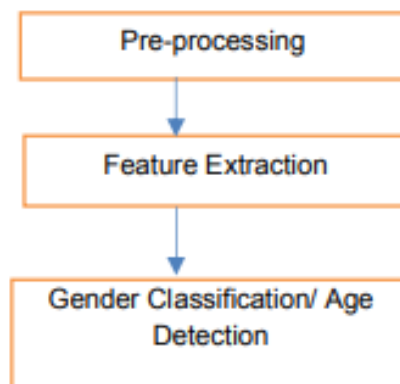 Pre-processing
Feature Extraction
Gender Classification/ Age
Detection